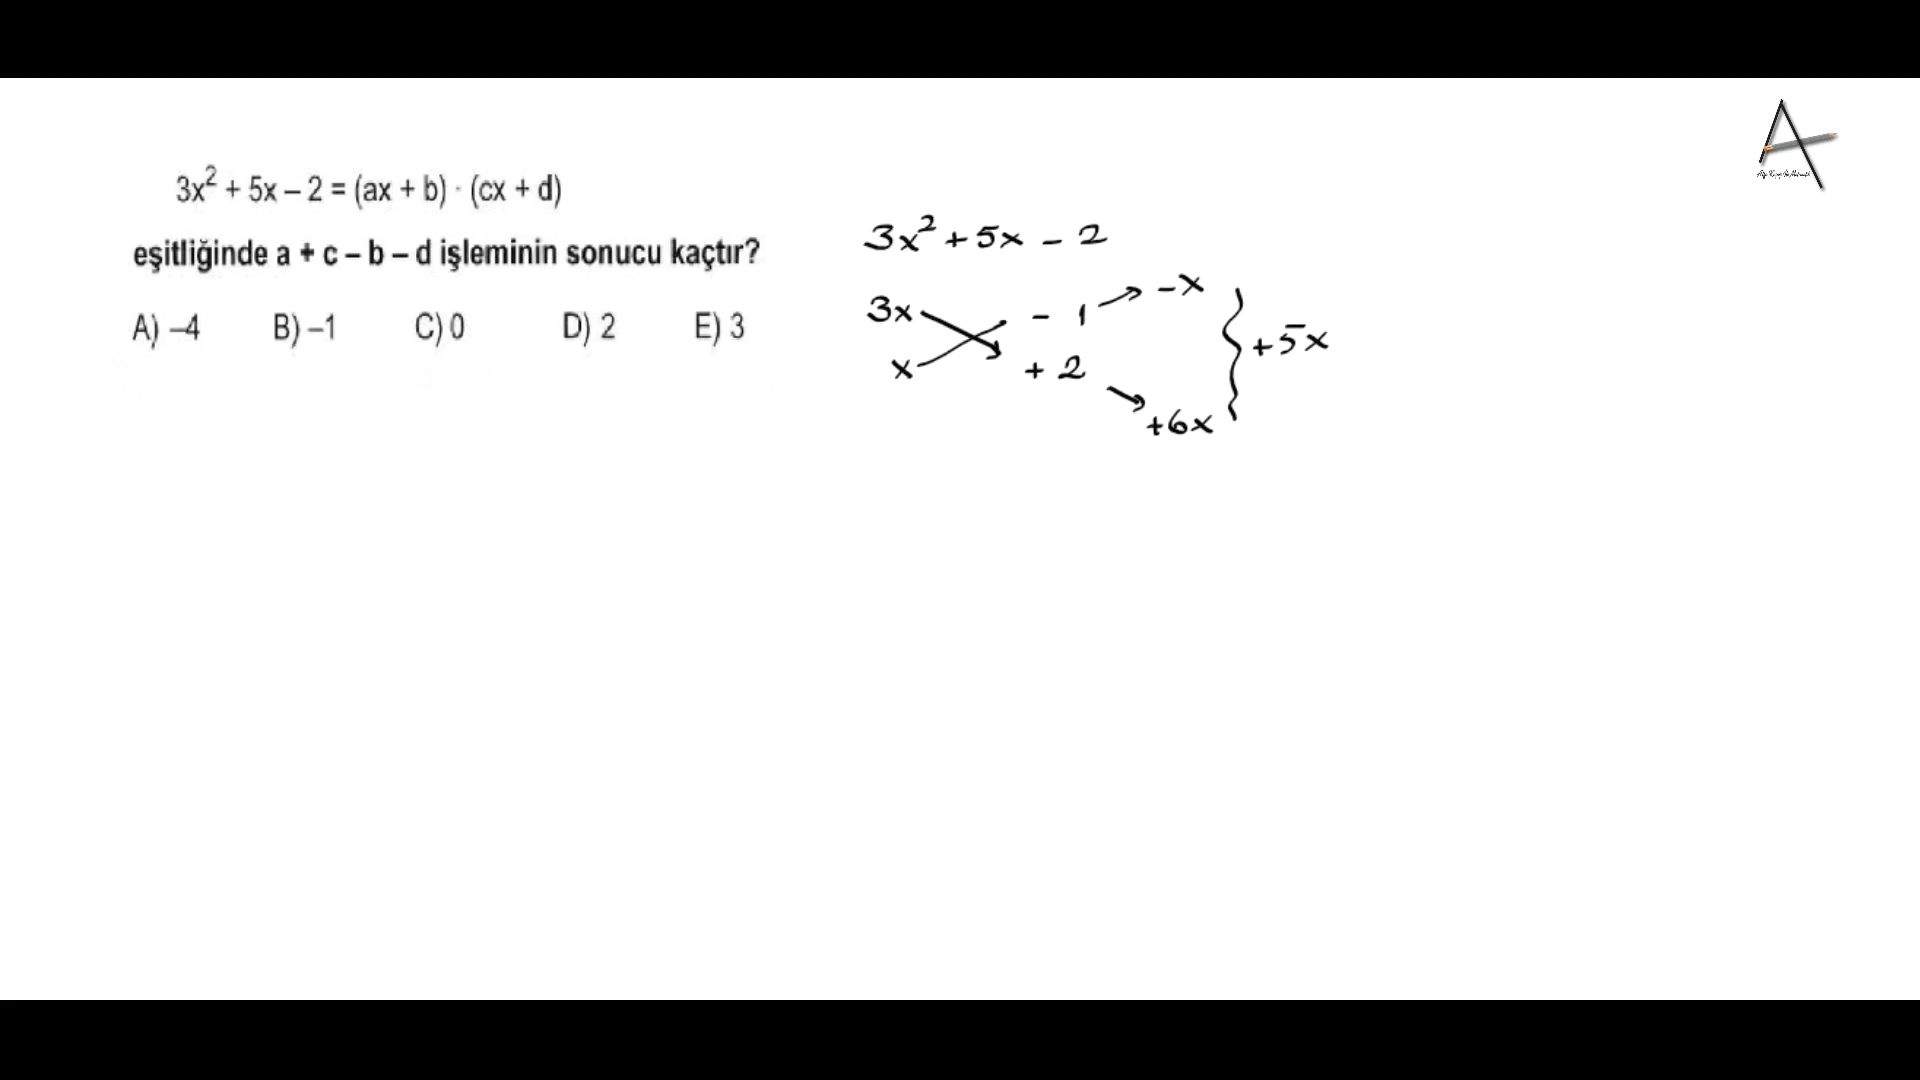 3x² + 5x – 2 = (ax + b) · (cx + d)
eşitliğinde a + c – b – d işleminin sonucu kaçtır?
A) –4 B) –1 C) 0 D) 2 E) 3
3x² + 5x - 2
3x - 1 → -x
x + 2 → +6x
+5x